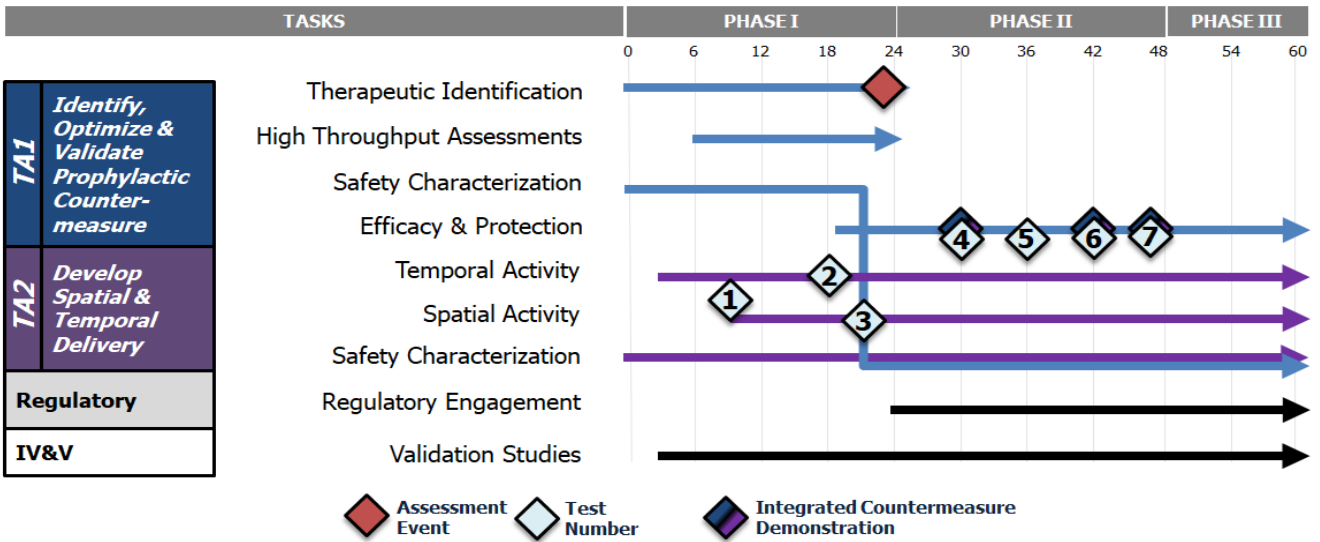 TASKS PHASE I PHASE II PHASE III
0 6 12 18 24 30 36 42 48 54 60
TA1
Identify,
Optimize &
Validate
Prophylactic
Counter-
measure
Therapeutic Identification
High Throughput Assessments
Safety Characterization
Efficacy & Protection
4 5 6 7
TA2
Develop
Spatial &
Temporal
Delivery
Temporal Activity
2
1
Spatial Activity
3
Safety Characterization
Regulatory
Regulatory Engagement
IV&V
Validation Studies
Assessment
Event
Test
Number
Integrated Countermeasure
Demonstration